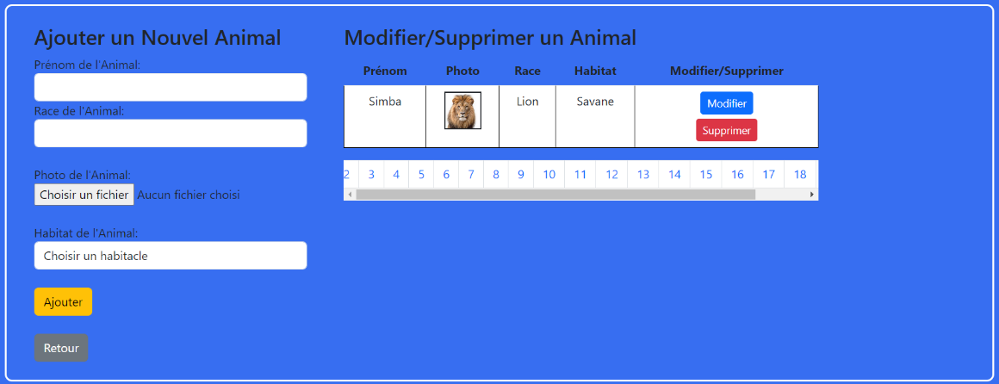 Ajouter un Nouvel Animal
Prénom de l'Animal:
Race de l'Animal:
Photo de l'Animal:
Choisir un fichier Aucun fichier choisi
Habitat de l'Animal:
Choisir un habitacle
Ajouter
Retour
Modifier/Supprimer un Animal
Prénom Photo Race Habitat Modifier/Supprimer
Simba Lion Savane Modifier
Supprimer
2 3 4 5 6 7 8 9 10 11 12 13 14 15 16 17 18